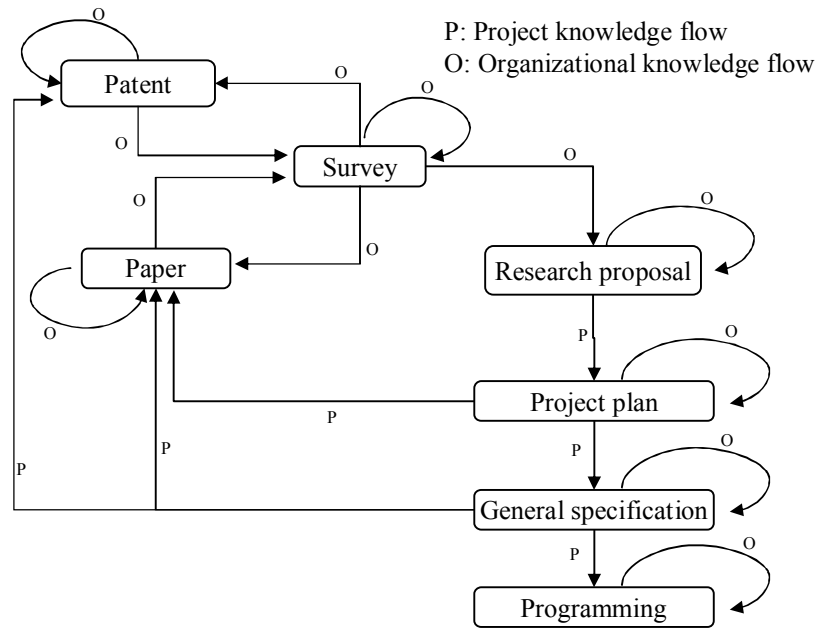 O
P: Project knowledge flow
O: Organizational knowledge flow
Patent
O
O
O
Survey
O
O
O
O
Paper
Research proposal
O
P
O
Project plan
P
P
O
P
P
General specification
P
O
Programming